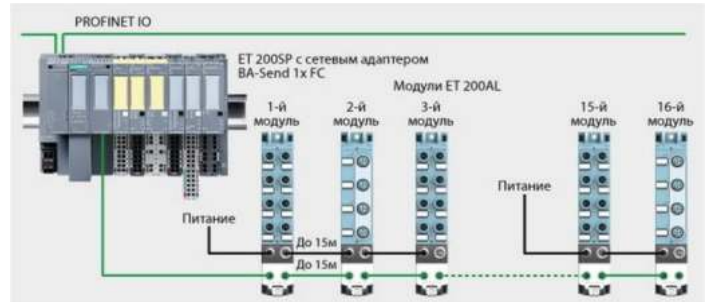 PROFINET IO
ET 200SP с сетевым адаптером
BA-Send 1x FC
Модули ET 200AL
1-й
модуль
2-й
модуль
3-й
модуль
15-й
модуль
16-й
модуль
Питание
До 15м
До 15м
Питание